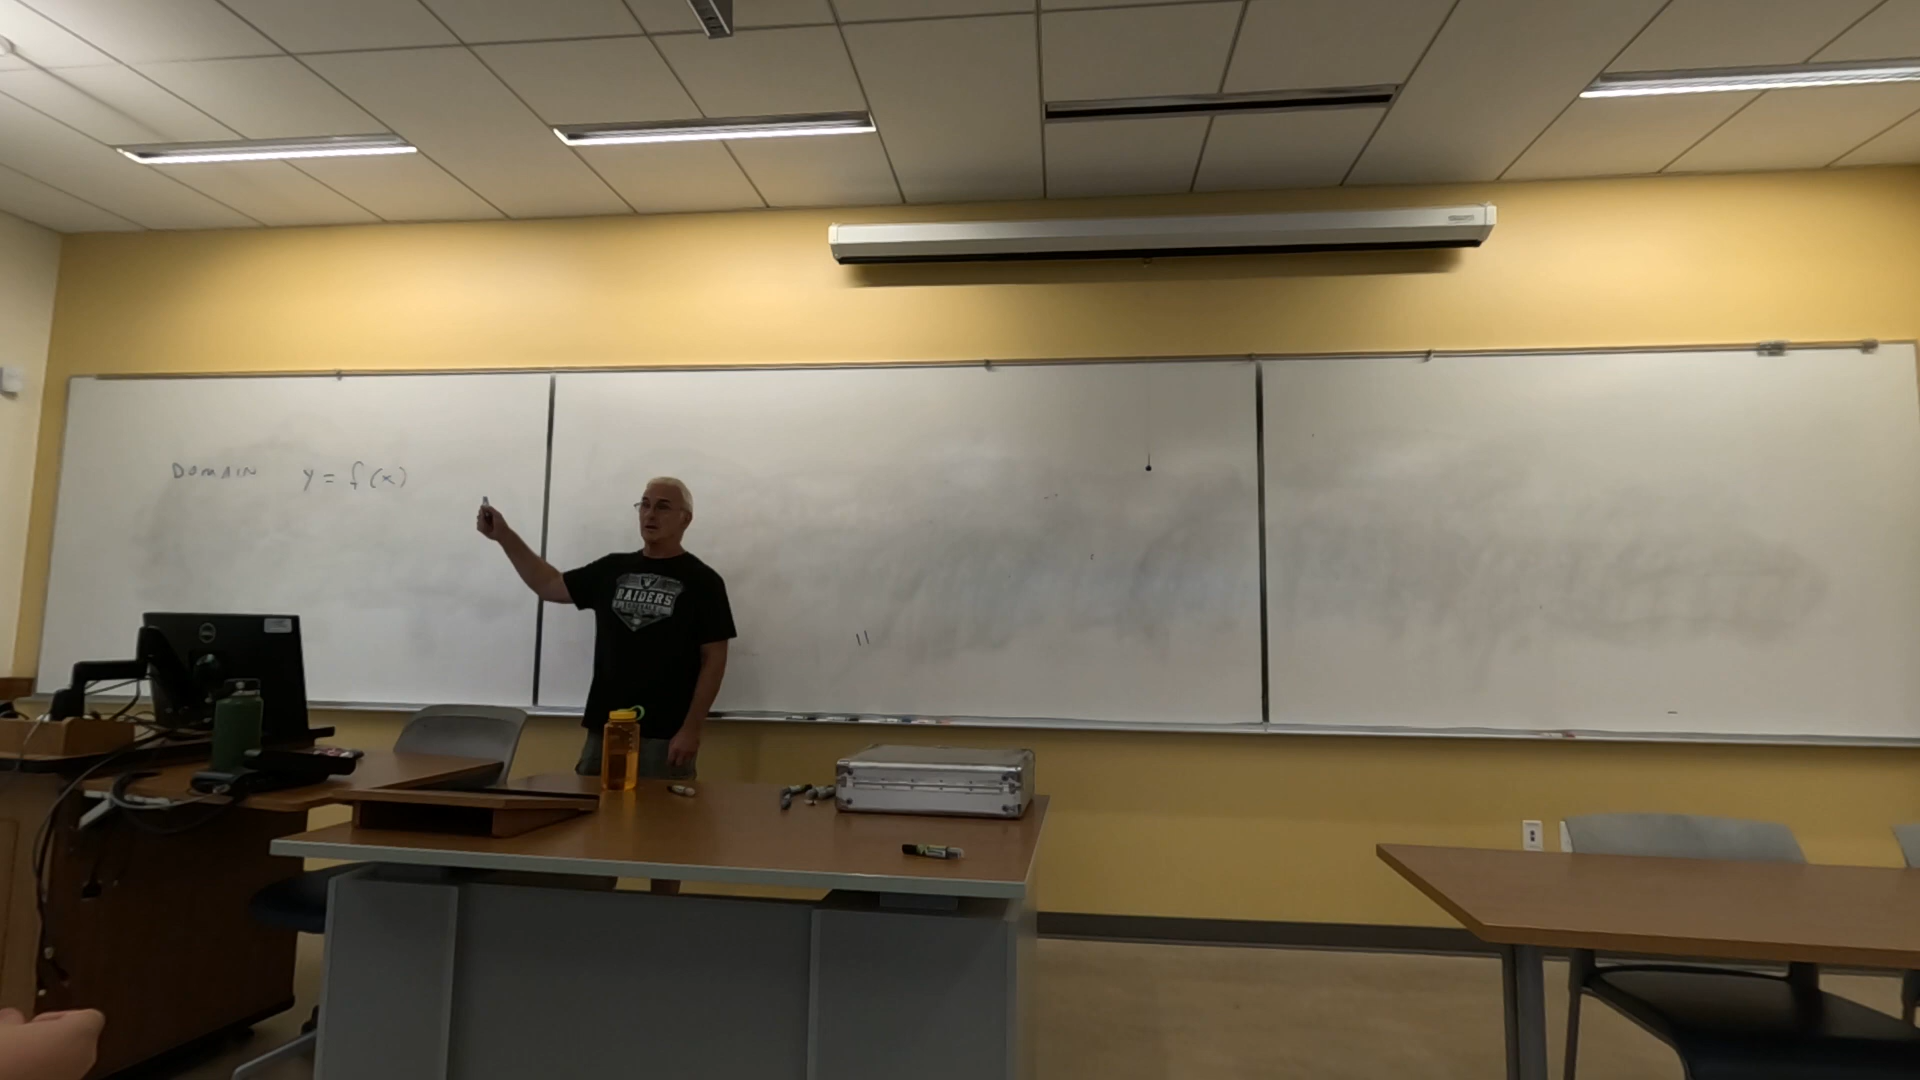 DOMAIN y = f(x)
RAIDERS